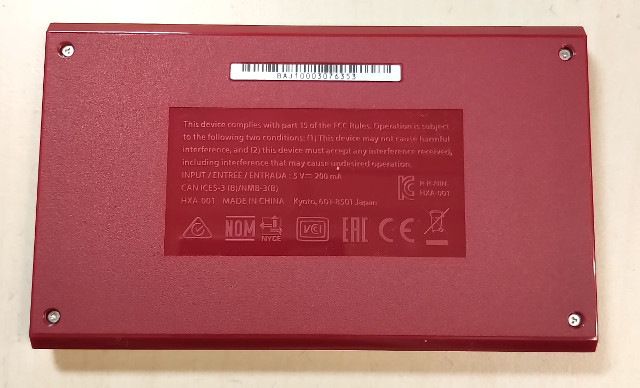 BAJ10003076353
This device complies with part 15 of the FCC Rules. Operation is subject
to the following two conditions: (1) This device may not cause harmful
interference, and (2) this device must accept any interference received,
including interference that may cause undesired operation.
INPUT / ENTRÉE / ENTRADA : 5 V⎓ 200 mA
CAN ICES-3 (B)/NMB-3(B)
HXA-001 MADE IN CHINA Kyoto, 601-8501 Japan
HXA-001
NOM
NYCE
VCI
EAC
CE